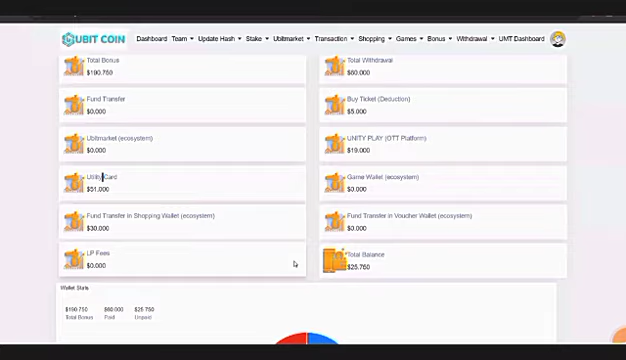 UBIT COIN
Dashboard Team Update Hash Stake Ubitmarket Transaction Shopping Games Bonus Withdrawal UMT Dashboard
Total Bonus
$190.750
Total Withdrawal
$60.000
Fund Transfer
$0.000
Buy Ticket (Deduction)
$5.000
Ubitmarket (ecosystem)
$0.000
UNITY PLAY (OTT Platform)
$19.000
Utility Card
$51.000
Game Wallet (ecosystem)
$0.000
Fund Transfer in Shopping Wallet (ecosystem)
$30.000
Fund Transfer in Voucher Wallet (ecosystem)
$0.000
LP Fees
$0.000
Total Balance
$25.750
Wallet Stats
$190.750 $60.000 $25.750
Total Bonus Paid Unpaid